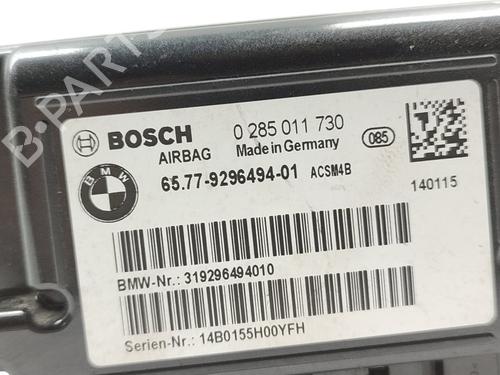 BOSCH 0 285 011 730
AIRBAG Made in Germany 085
BMW 65.77-9296494-01 ACSM4B
140115
BMW-Nr.: 319296494010
Serien-Nr.: 14B0155H00YFH
B-PARTS